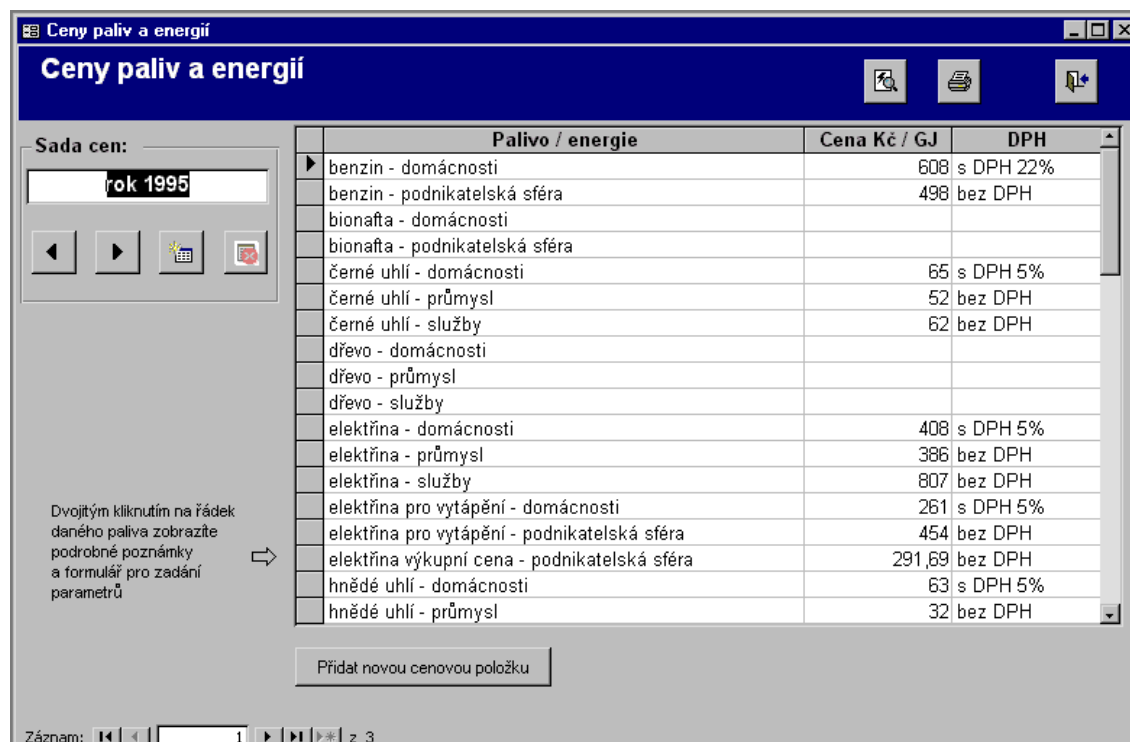 Ceny paliv a energií
Ceny paliv a energií
Sada cen:
rok 1995
Palivo / energie Cena Kč / GJ DPH
benzin - domácnosti 608 s DPH 22%
benzin - podnikatelská sféra 498 bez DPH
bionafta - domácnosti
bionafta - podnikatelská sféra
černé uhlí - domácnosti 65 s DPH 5%
černé uhlí - průmysl 52 bez DPH
černé uhlí - služby 62 bez DPH
dřevo - domácnosti
dřevo - průmysl
dřevo - služby
elektřina - domácnosti 408 s DPH 5%
elektřina - průmysl 386 bez DPH
elektřina - služby 807 bez DPH
elektřina pro vytápění - domácnosti 261 s DPH 5%
elektřina pro vytápění - podnikatelská sféra 454 bez DPH
elektřina výkupní cena - podnikatelská sféra 291,69 bez DPH
hnědé uhlí - domácnosti 63 s DPH 5%
hnědé uhlí - průmysl 32 bez DPH
Dvojitým kliknutím na řádek
daného paliva zobrazíte
podrobné poznámky
a formulář pro zadání
parametrů
Přidat novou cenovou položku
Záznam: 1 z 3